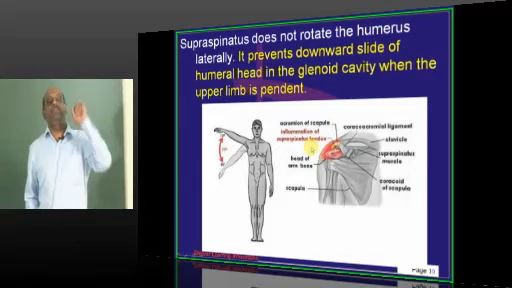 Supraspinatus does not rotate the humerus
laterally. It prevents downward slide of
humeral head in the glenoid cavity when the
upper limb is pendent.
acromion of scapula
coracoacromial ligament
inflammation of
supraspinatus tendon
clavicle
head of
arm bone
supraspinatus
muscle
scapula
coracoid
of scapula